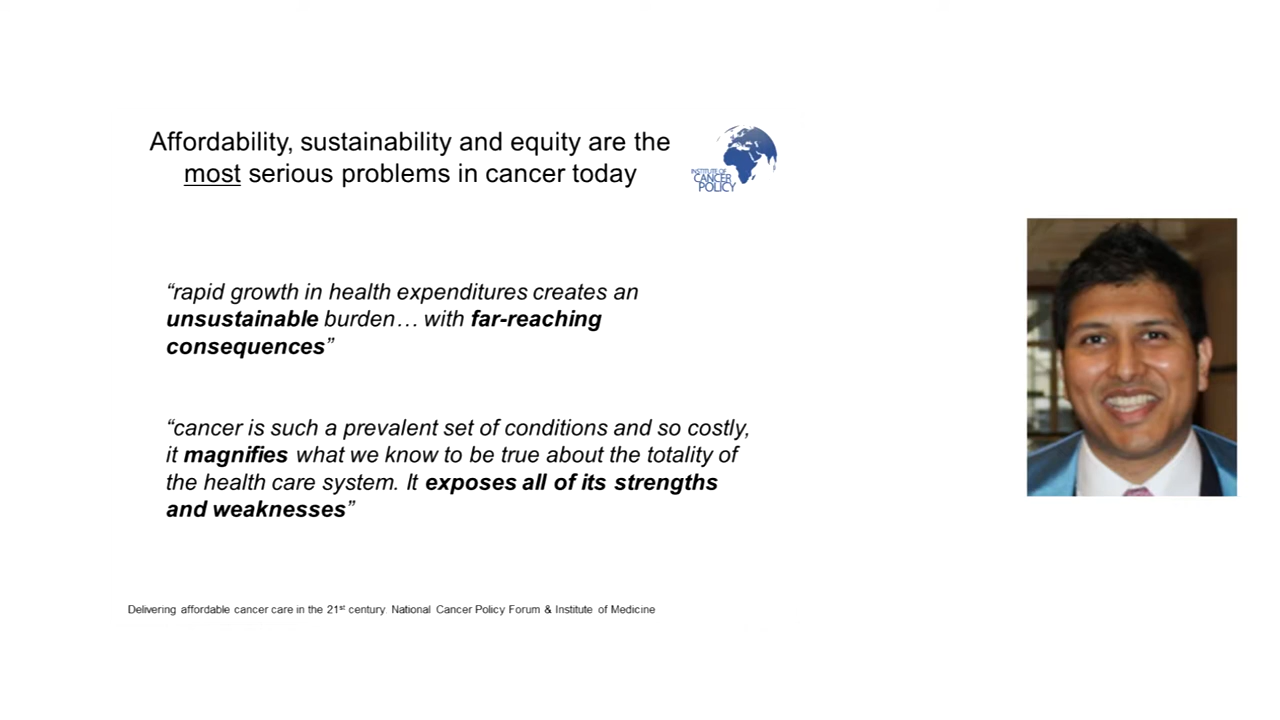 Affordability, sustainability and equity are the
most serious problems in cancer today
INSTITUTE OF
CANCER
POLICY
“rapid growth in health expenditures creates an
unsustainable burden… with far-reaching
consequences”
“cancer is such a prevalent set of conditions and so costly,
it magnifies what we know to be true about the totality of
the health care system. It exposes all of its strengths
and weaknesses”
Delivering affordable cancer care in the 21st century. National Cancer Policy Forum & Institute of Medicine